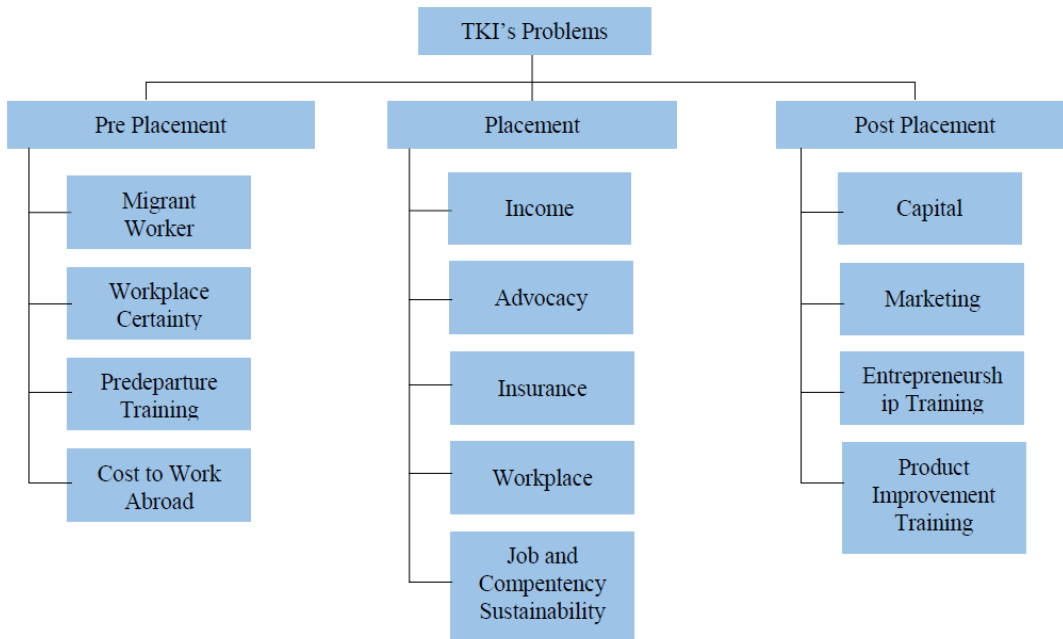 TKI's Problems
Pre Placement
Migrant
Worker
Workplace
Certainty
Predeparture
Training
Cost to Work
Abroad
Placement
Income
Advocacy
Insurance
Workplace
Job and
Compentency
Sustainability
Post Placement
Capital
Marketing
Entrepreneursh
ip Training
Product
Improvement
Training